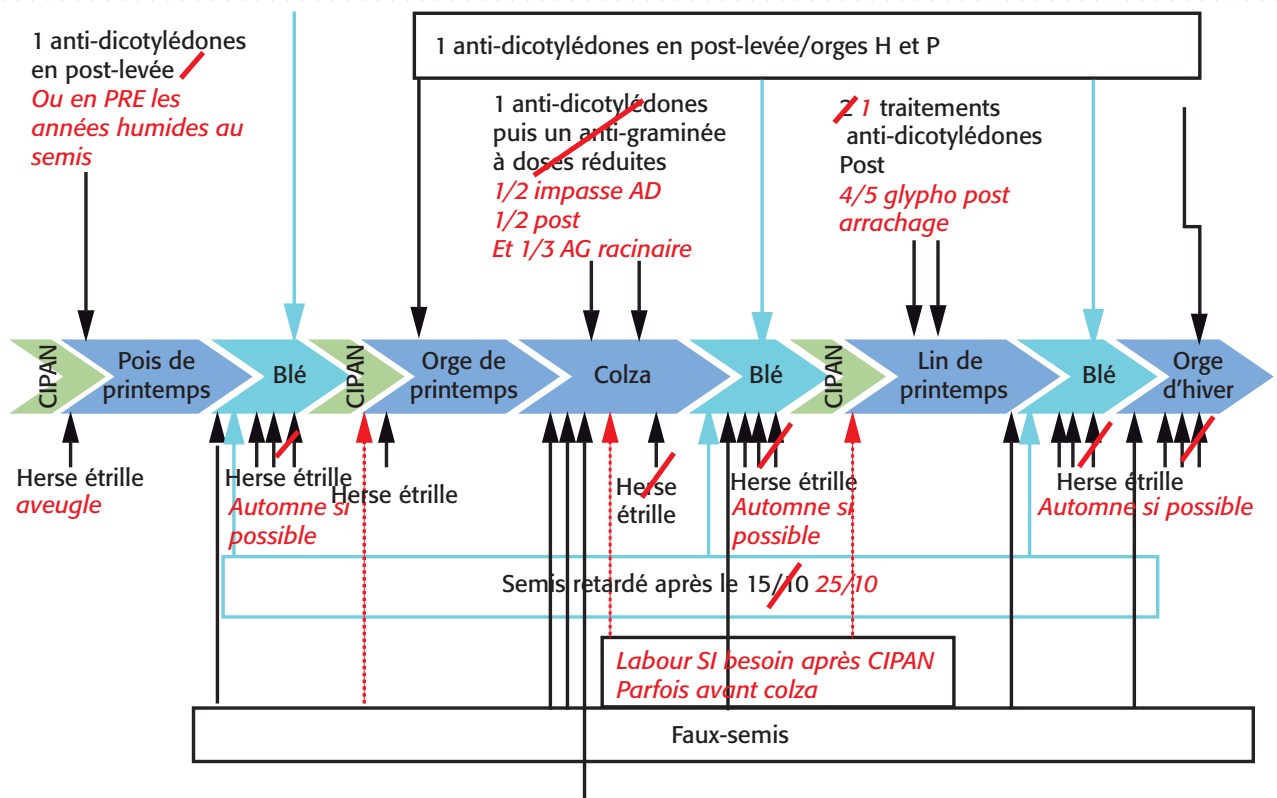 1 anti-dicotylédones
en post-levée
Ou en PRE les
années humides au
semis
1 anti-dicotylédones en post-levée/orges H et P
1 anti-dicotylédones
puis un anti-graminée
à doses réduites
1/2 impasse AD
1/2 post
Et 1/3 AG racinaire
2 1 traitements
anti-dicotylédones
Post
4/5 glypho post
arrachage
CIPAN
Pois de
printemps
Blé
CIPAN
Orge de
printemps
Colza
Blé
CIPAN
Lin de
printemps
Blé
Orge
d'hiver
Herse étrille
aveugle
Herse étrille
Automne si
possible
Herse étrille
Herse
étrille
Herse étrille
Automne si
possible
Herse étrille
Automne si possible
Semis retardé après le 15/10 25/10
Labour SI besoin après CIPAN
Parfois avant colza
Faux-semis